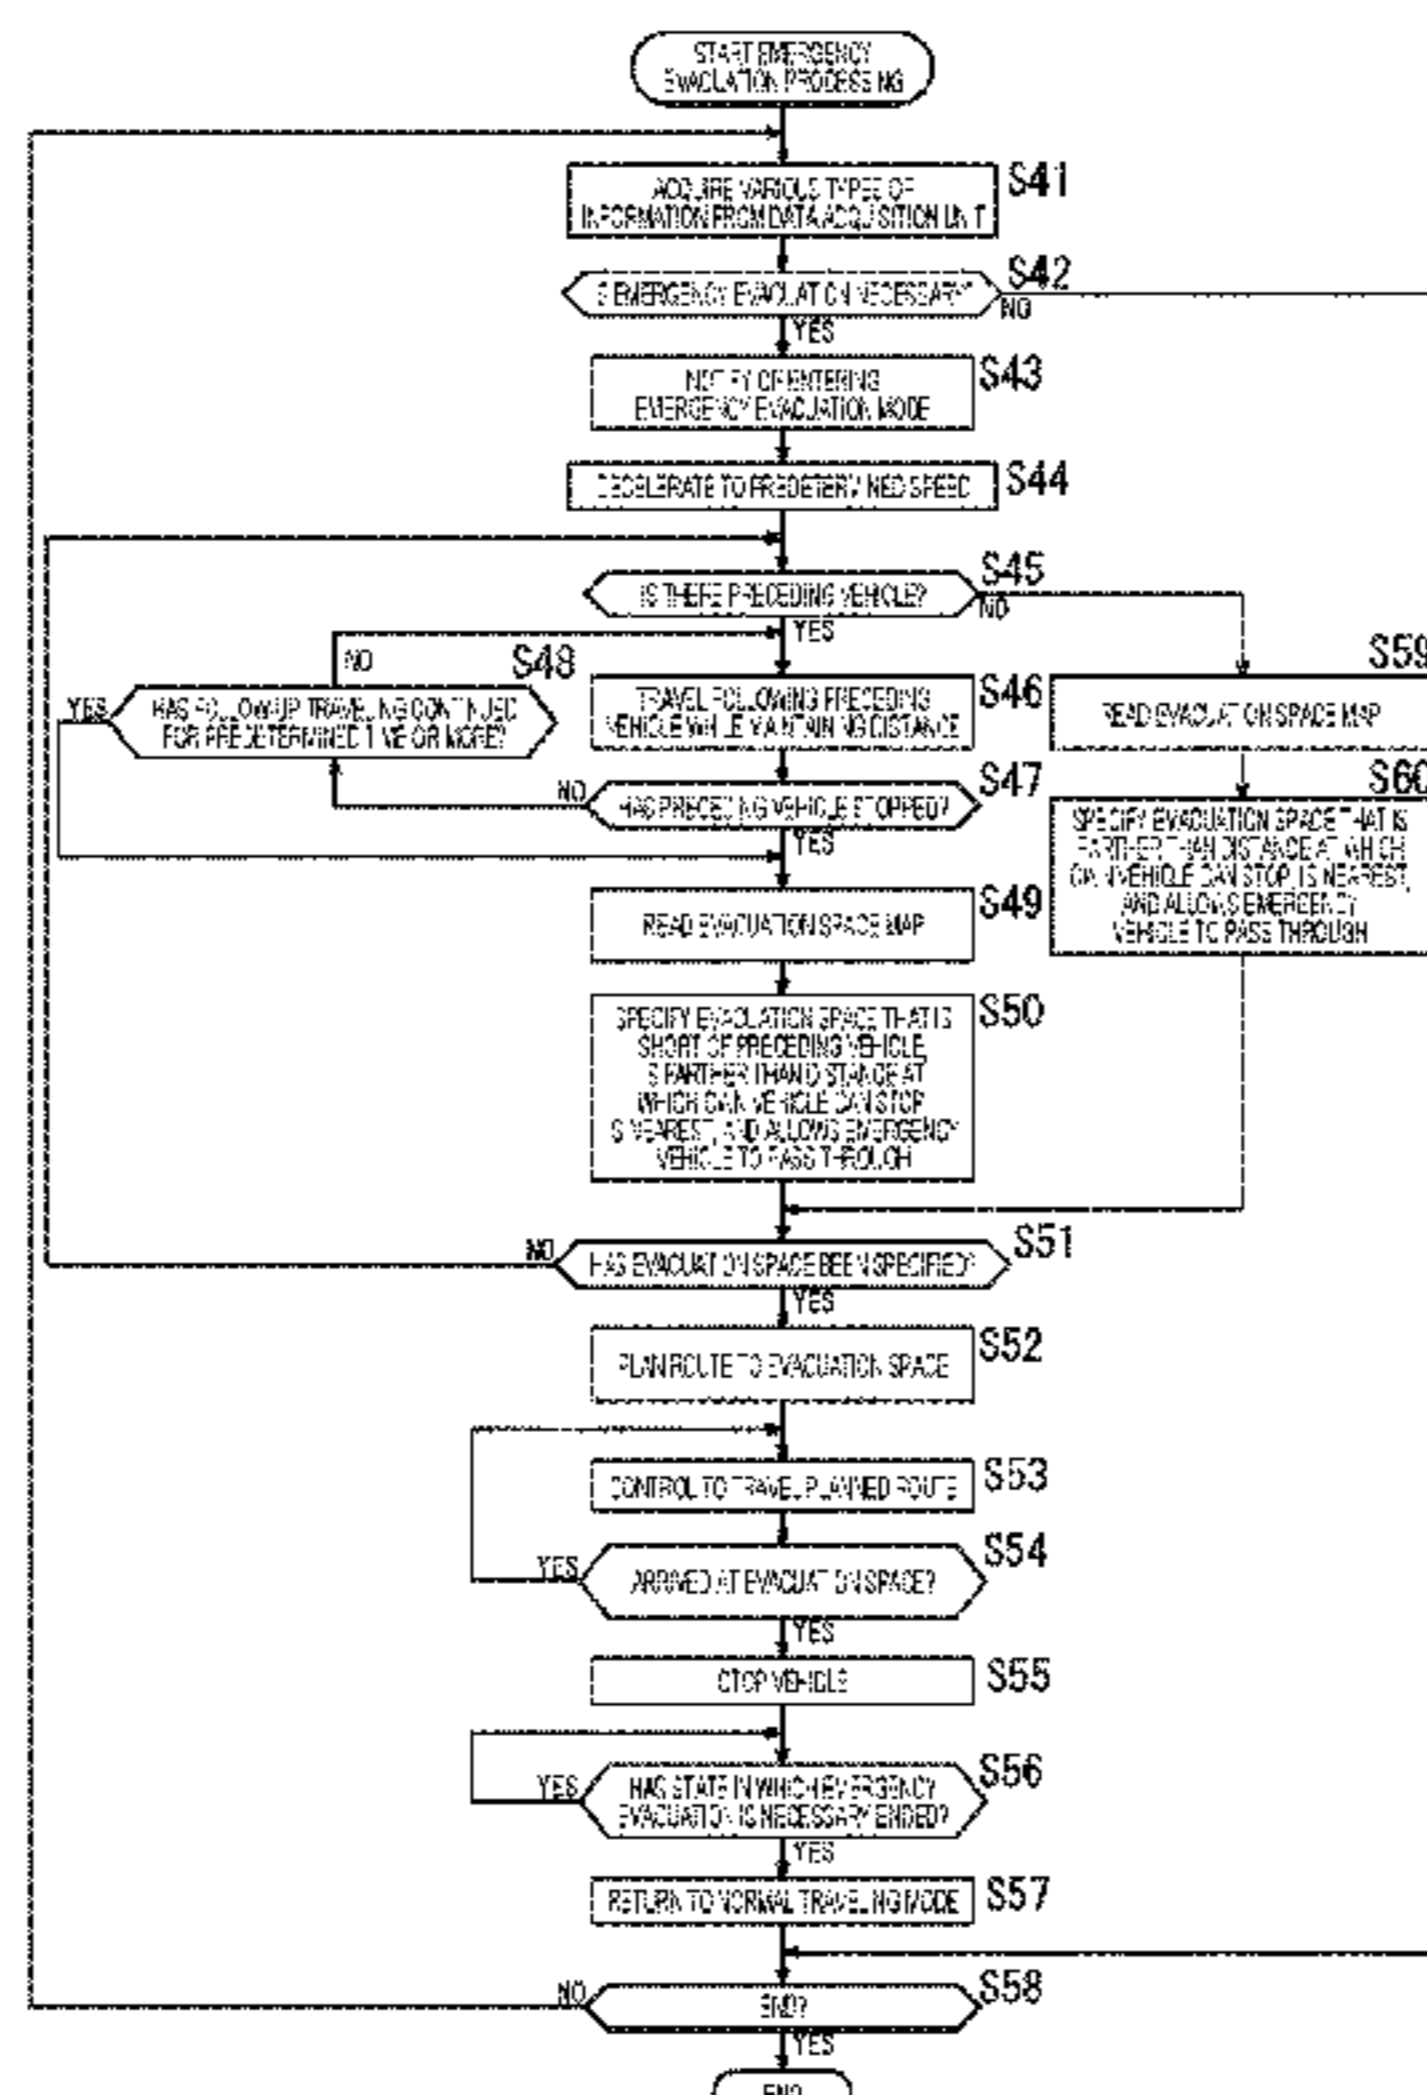 START EMERGENCY
EVACUATION PROCESSING
S41
ACQUIRE VARIOUS TYPES OF
INFORMATION FROM DATA ACQUISITION UNIT
S42
IS EMERGENCY EVACUATION NECESSARY?
NO
YES
S43
NOTIFY OF ENTERING
EMERGENCY EVACUATION MODE
S44
DECELERATE TO PREDETERMINED SPEED
S45
IS THERE PRECEDING VEHICLE?
NO
YES
NO
S48
YES
HAS FOLLOW-UP TRAVELING CONTINUED
FOR PREDETERMINED TIME OR MORE?
S46
TRAVEL FOLLOWING PRECEDING
VEHICLE WHILE MAINTAINING DISTANCE
S59
READ EVACUATION SPACE MAP
S47
NO
HAS PRECEDING VEHICLE STOPPED?
YES
S60
SPECIFY EVACUATION SPACE THAT IS
FARTHER THAN DISTANCE AT WHICH
OWN VEHICLE CAN STOP, IS NEAREST,
AND ALLOWS EMERGENCY
VEHICLE TO PASS THROUGH
S49
READ EVACUATION SPACE MAP
S50
SPECIFY EVACUATION SPACE THAT IS
SHORT OF PRECEDING VEHICLE,
IS FARTHER THAN DISTANCE AT
WHICH OWN VEHICLE CAN STOP,
IS NEAREST, AND ALLOWS EMERGENCY
VEHICLE TO PASS THROUGH
S51
NO
HAS EVACUATION SPACE BEEN SPECIFIED?
YES
S52
PLAN ROUTE TO EVACUATION SPACE
S53
CONTROL TO TRAVEL PLANNED ROUTE
S54
YES
ARRIVED AT EVACUATION SPACE?
YES
S55
STOP VEHICLE
S56
YES
HAS STATE IN WHICH EMERGENCY
EVACUATION IS NECESSARY ENDED?
YES
S57
RETURN TO NORMAL TRAVELING MODE
S58
NO
END?
YES
END